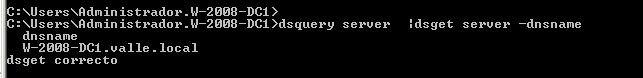 C:\Users\Administrador.W-2008-DC1>
C:\Users\Administrador.W-2008-DC1>dsquery server  |dsget server -dnsname
  dnsname
  W-2008-DC1.valle.local
dsget correcto